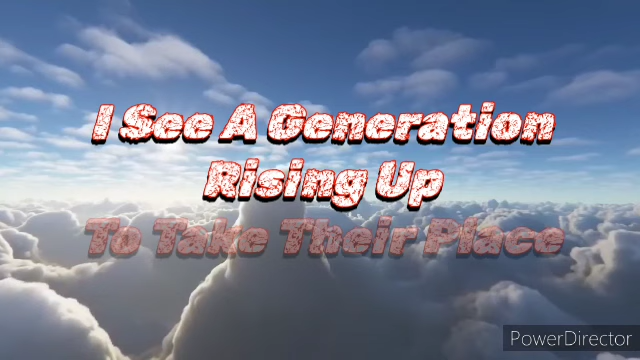 I See A Generation
Rising Up
To Take Their Place
PowerDirector